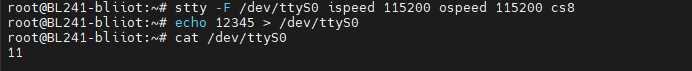 root@BL241-bliiot:~# stty -F /dev/ttyS0 ispeed 115200 ospeed 115200 cs8
root@BL241-bliiot:~# echo 12345 > /dev/ttyS0
root@BL241-bliiot:~# cat /dev/ttyS0
11